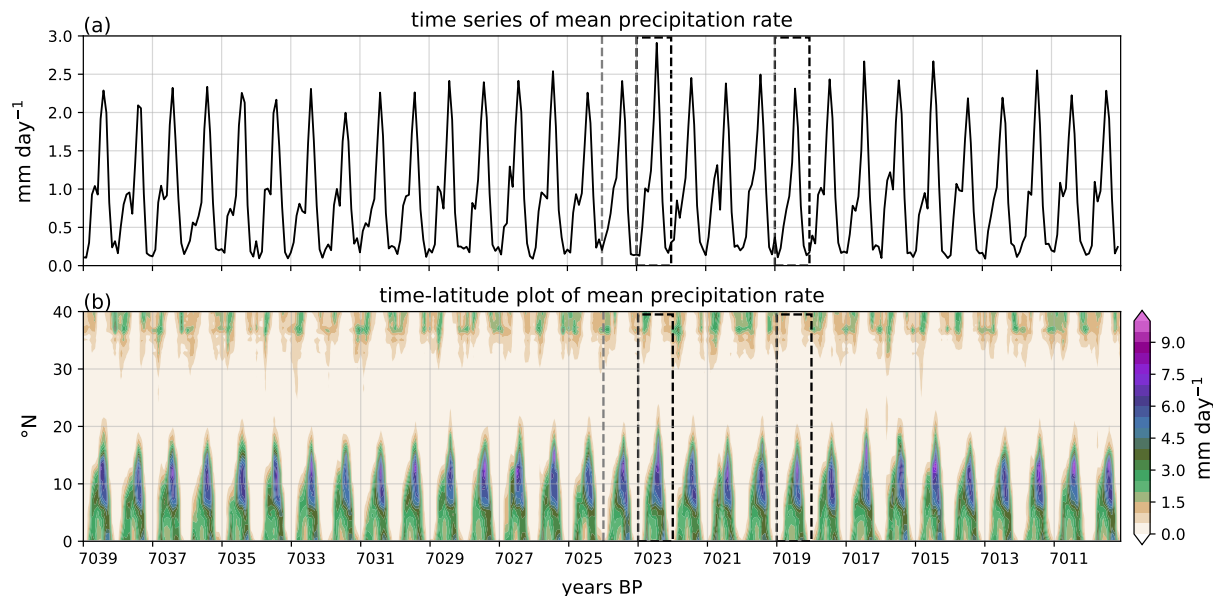 (a)
time series of mean precipitation rate
3.0
2.5
2.0
1.5
1.0
0.5
0.0
mm day⁻¹
(b)
time-latitude plot of mean precipitation rate
40
30
20
10
0
°N
7039 7037 7035 7033 7031 7029 7027 7025 7023 7021 7019 7017 7015 7013 7011
years BP
9.0
7.5
6.0
4.5
3.0
1.5
0.0
mm day⁻¹